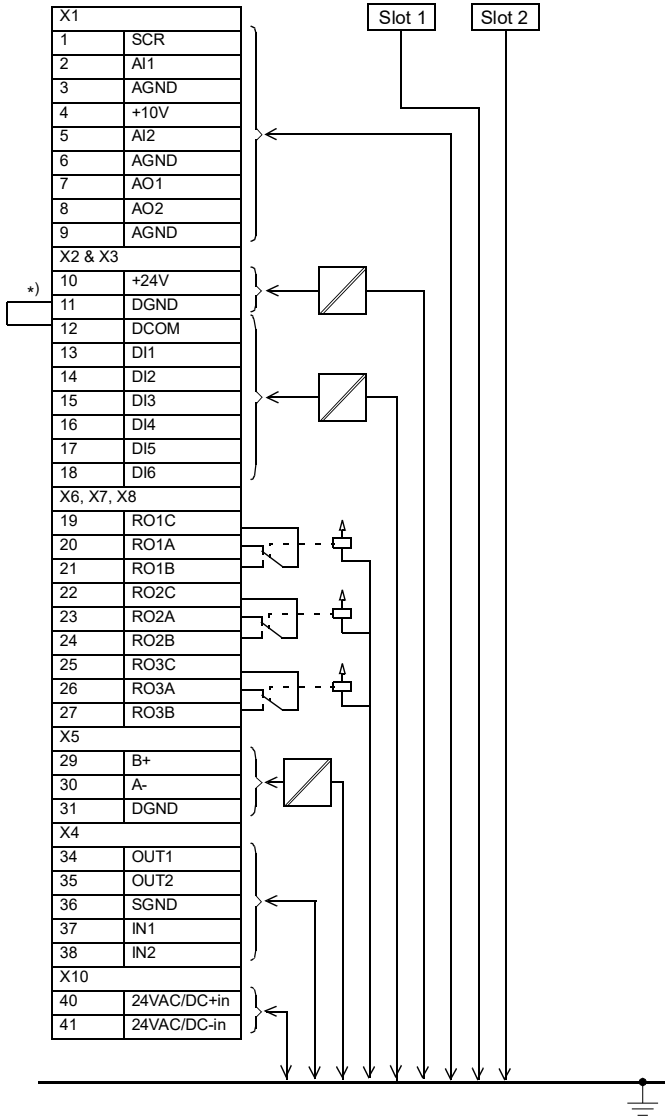 Slot 1 Slot 2
X1
1 SCR
2 AI1
3 AGND
4 +10V
5 AI2
6 AGND
7 AO1
8 AO2
9 AGND
X2 & X3
10 +24V
*)
11 DGND
12 DCOM
13 DI1
14 DI2
15 DI3
16 DI4
17 DI5
18 DI6
X6, X7, X8
19 RO1C
20 RO1A
21 RO1B
22 RO2C
23 RO2A
24 RO2B
25 RO3C
26 RO3A
27 RO3B
X5
29 B+
30 A-
31 DGND
X4
34 OUT1
35 OUT2
36 SGND
37 IN1
38 IN2
X10
40 24VAC/DC+in
41 24VAC/DC-in